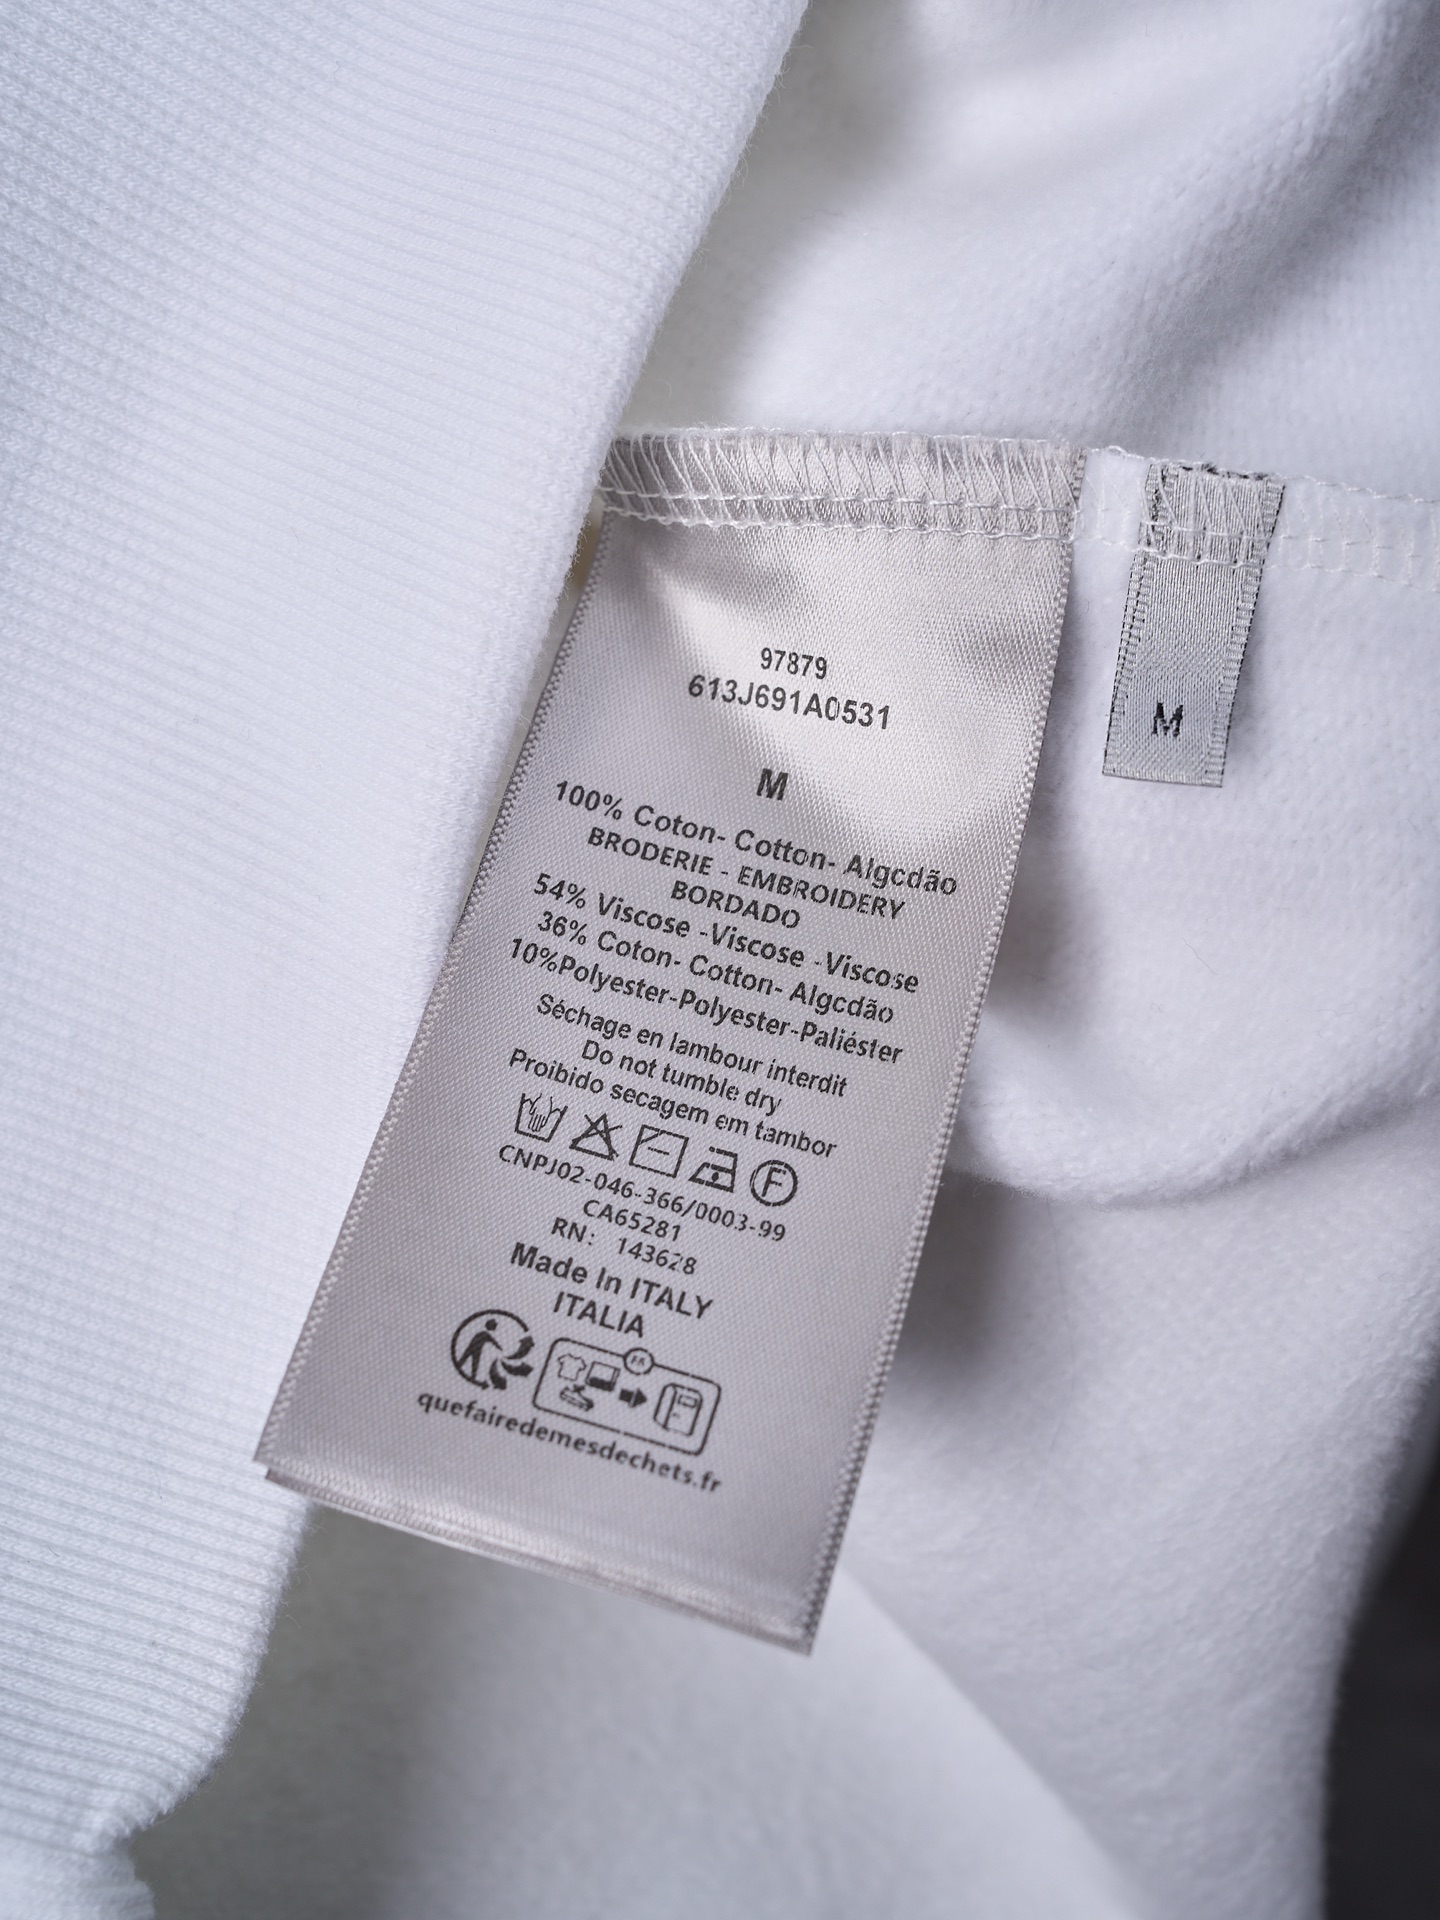 97879
613J691A0531
M
100% Coton- Cotton- Algcdão
BRODERIE - EMBROIDERY
BORDADO
54% Viscose -Viscose -Viscose
36% Coton- Cotton- Algcdão
10%Polyester-Polyester-Paliéster
Séchage en lambour interdit
Do not tumble dry
Proibido secagem em tambor
F
CNPJ02-046-366/0003-99
CA65281
RN: 143628
Made In ITALY
ITALIA
FR
quefairedemesdechets.fr
M